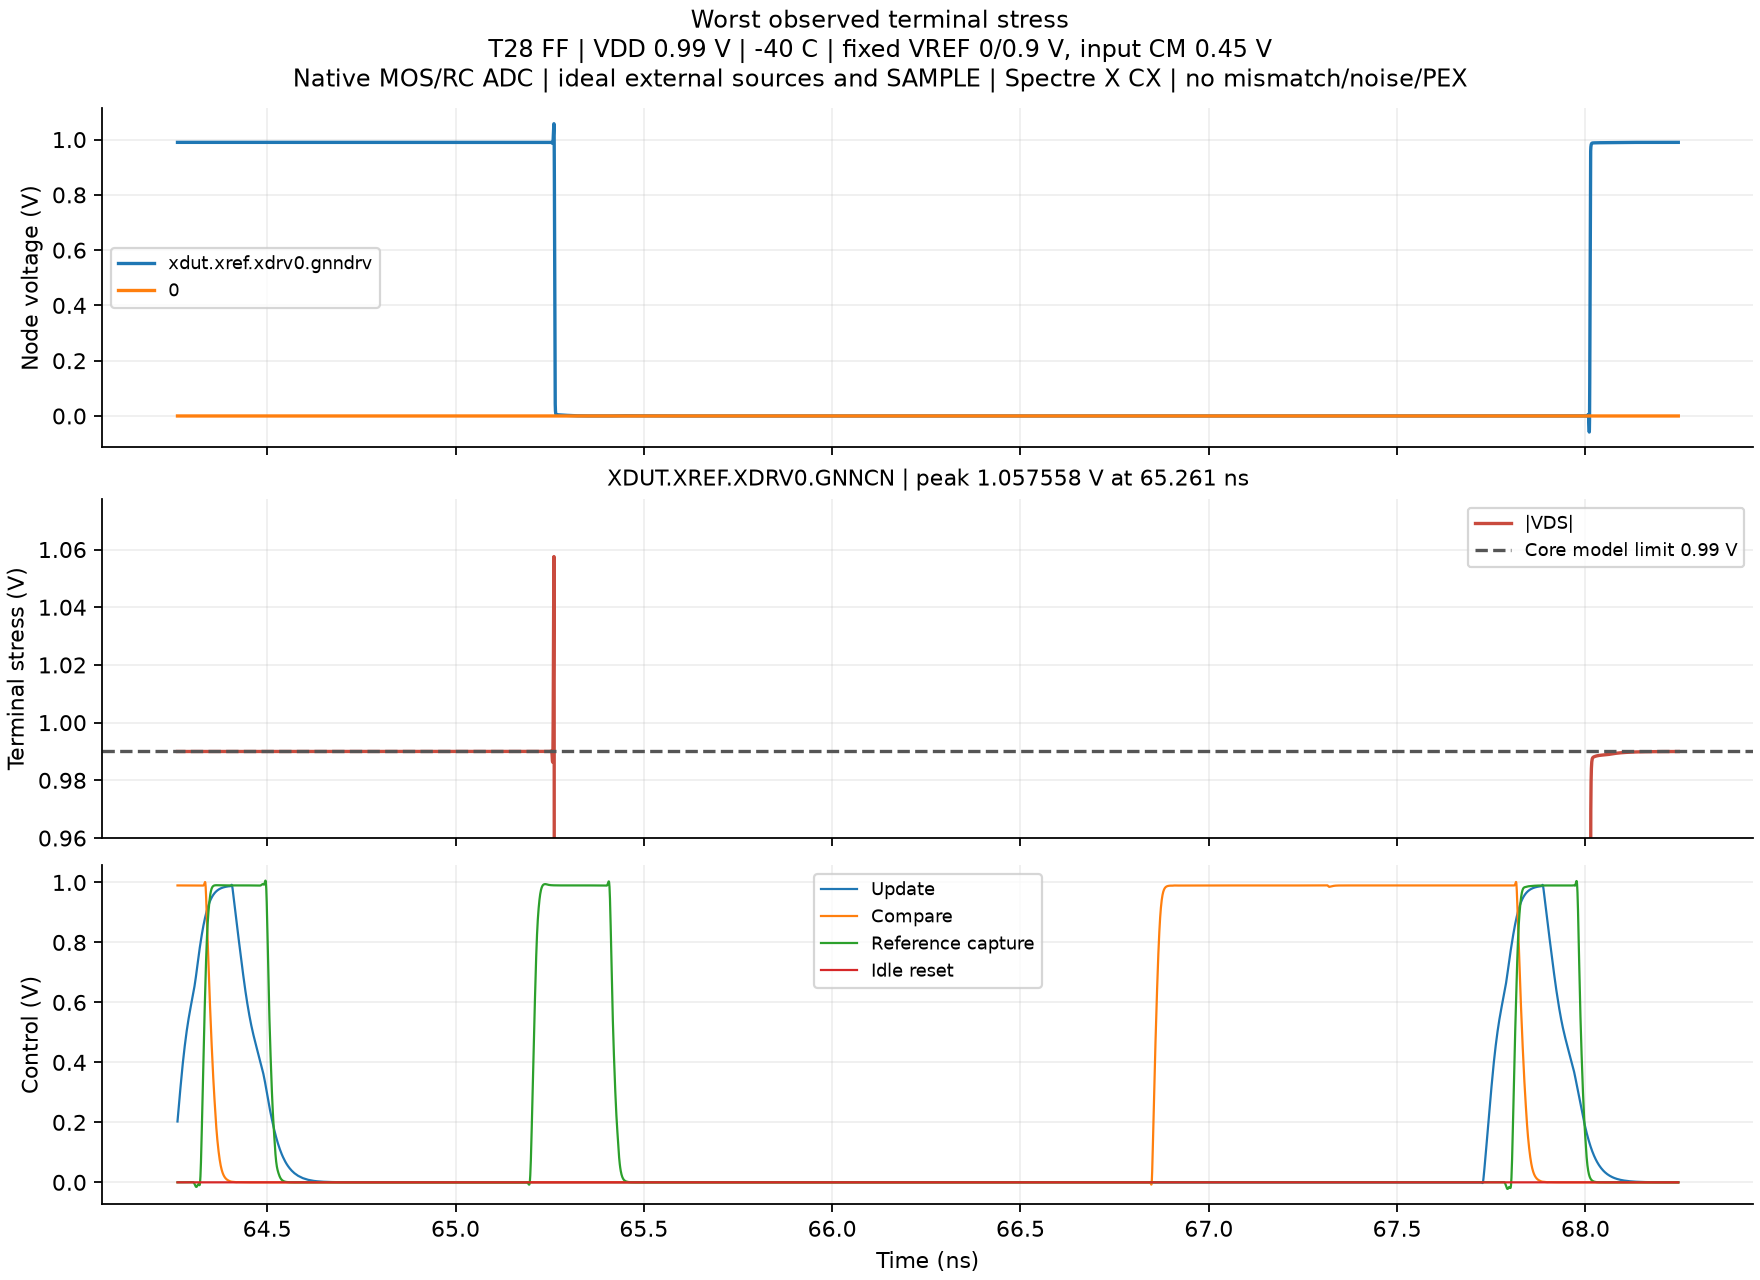 Worst observed terminal stress
T28 FF | VDD 0.99 V | -40 C | fixed VREF 0/0.9 V, input CM 0.45 V
Native MOS/RC ADC | ideal external sources and SAMPLE | Spectre X CX | no mismatch/noise/PEX
Node voltage (V)
1.0
0.8
0.6
0.4
0.2
0.0
xdut.xref.xdrv0.gnndrv
0
XDUT.XREF.XDRV0.GNNCN | peak 1.057558 V at 65.261 ns
Terminal stress (V)
1.06
1.04
1.02
1.00
0.98
0.96
|VDS|
Core model limit 0.99 V
Control (V)
1.0
0.8
0.6
0.4
0.2
0.0
Update
Compare
Reference capture
Idle reset
64.5 65.0 65.5 66.0 66.5 67.0 67.5 68.0
Time (ns)